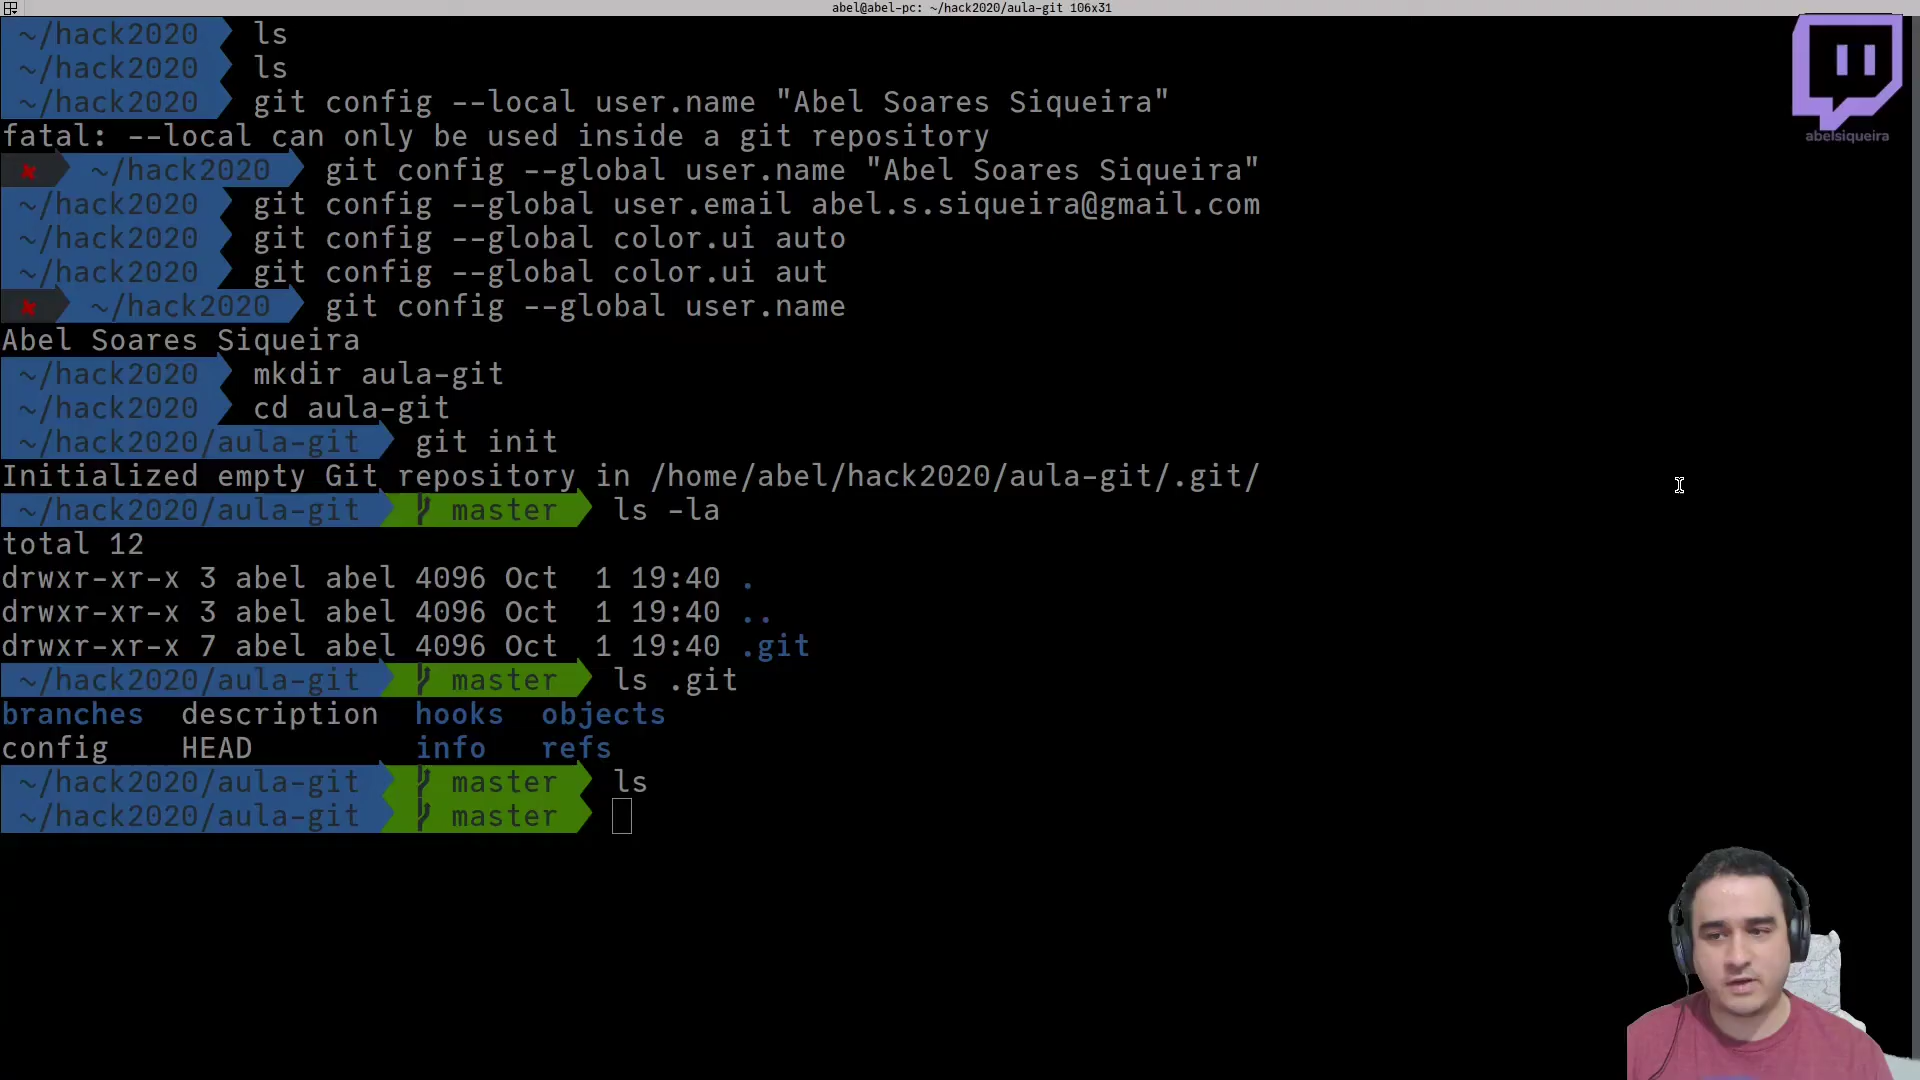 abel@abel-pc: ~/hack2020/aula-git 106x31
~/hack2020 ls
~/hack2020 ls
~/hack2020 git config --local user.name "Abel Soares Siqueira"
fatal: --local can only be used inside a git repository
✘ ~/hack2020 git config --global user.name "Abel Soares Siqueira"
~/hack2020 git config --global user.email abel.s.siqueira@gmail.com
~/hack2020 git config --global color.ui auto
~/hack2020 git config --global color.ui aut
✘ ~/hack2020 git config --global user.name
Abel Soares Siqueira
~/hack2020 mkdir aula-git
~/hack2020 cd aula-git
~/hack2020/aula-git git init
Initialized empty Git repository in /home/abel/hack2020/aula-git/.git/
~/hack2020/aula-git master ls -la
total 12
drwxr-xr-x 3 abel abel 4096 Oct  1 19:40 .
drwxr-xr-x 3 abel abel 4096 Oct  1 19:40 ..
drwxr-xr-x 7 abel abel 4096 Oct  1 19:40 .git
~/hack2020/aula-git master ls .git
branches description hooks objects
config HEAD info refs
~/hack2020/aula-git master ls
~/hack2020/aula-git master
abelsiqueira